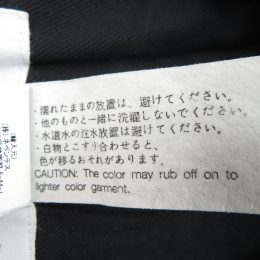 ・濡れたままの放置は、避けてください。
・他のものと一緒に洗濯しないでください。
・水道水の注水放置は、避けてください。
・白物とこすり合わせると、
色が移るおそれがあります。
CAUTION: The color may rub off on to
lighter color garment.